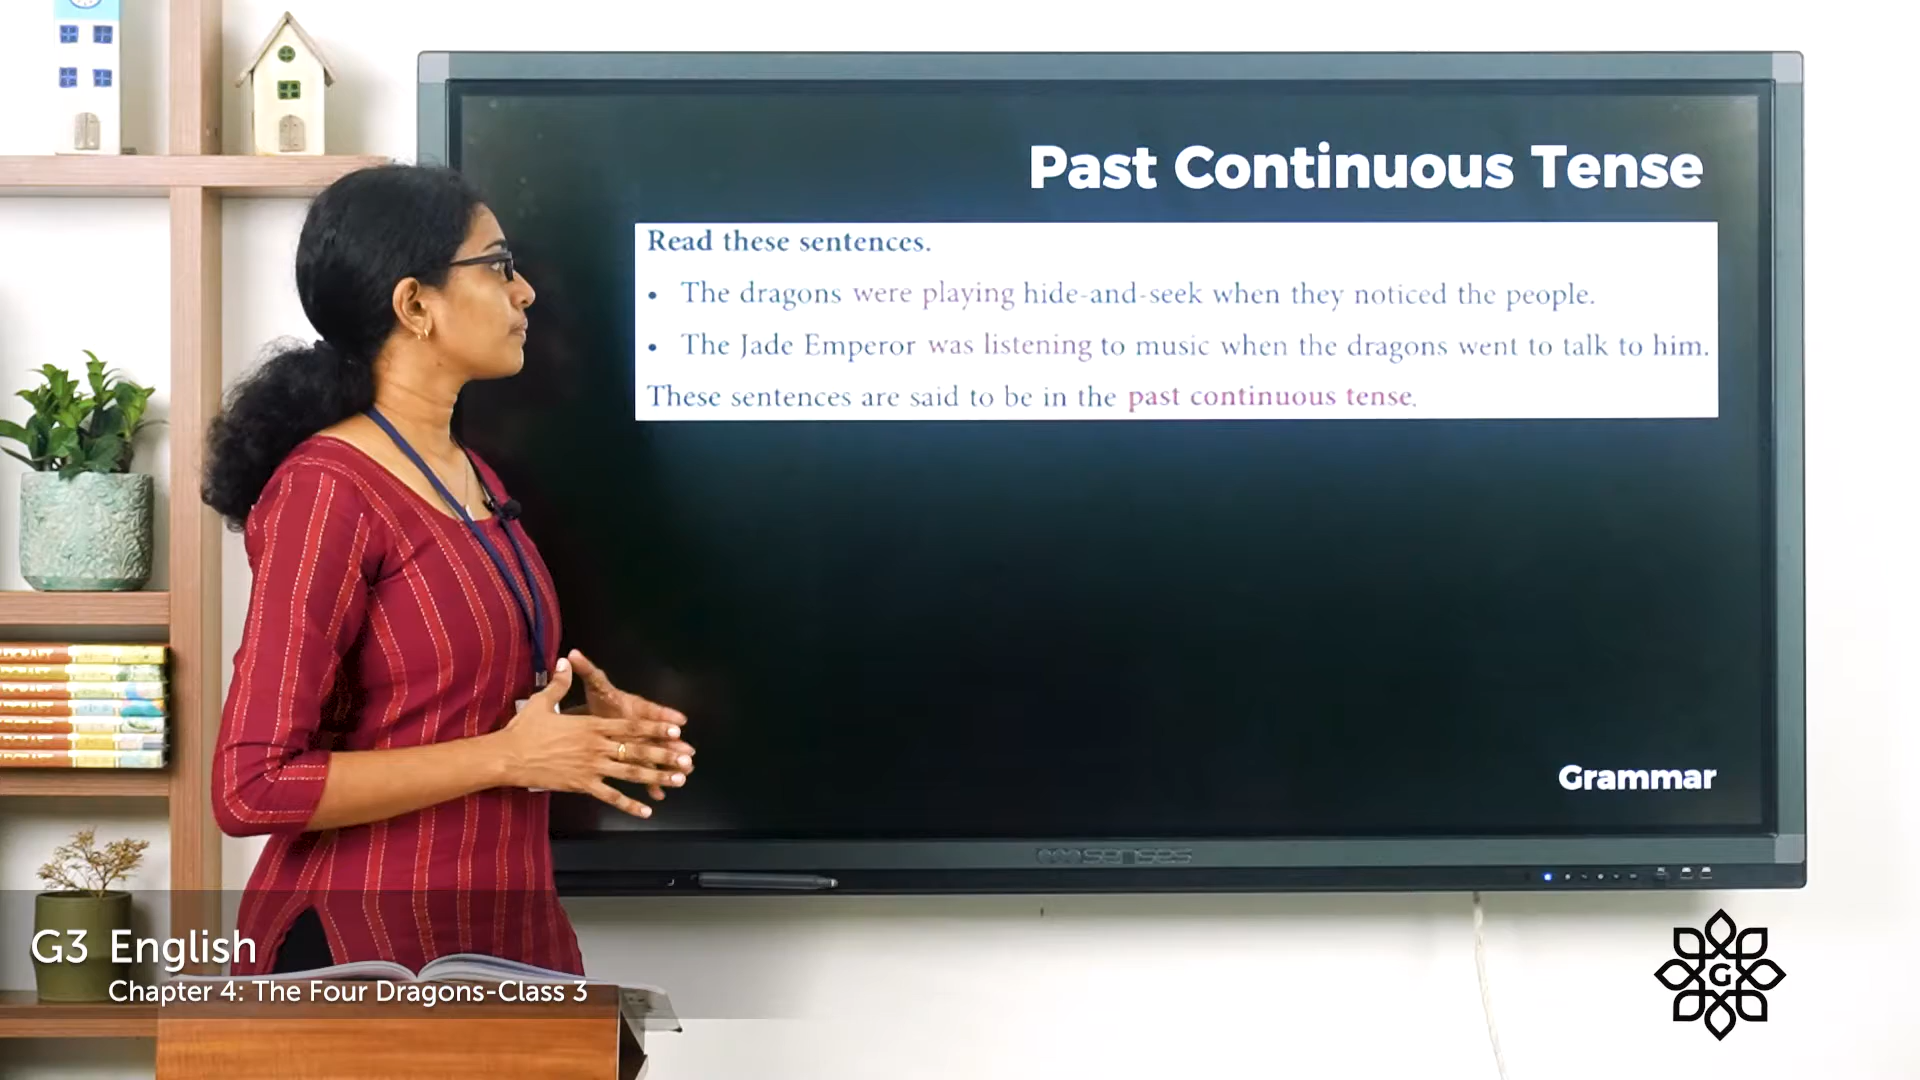 Past Continuous Tense
Read these sentences.
• The dragons were playing hide-and-seek when they noticed the people.
• The Jade Emperor was listening to music when the dragons went to talk to him.
These sentences are said to be in the past continuous tense.
Grammar
senses
G3 English
Chapter 4: The Four Dragons-Class 3
G